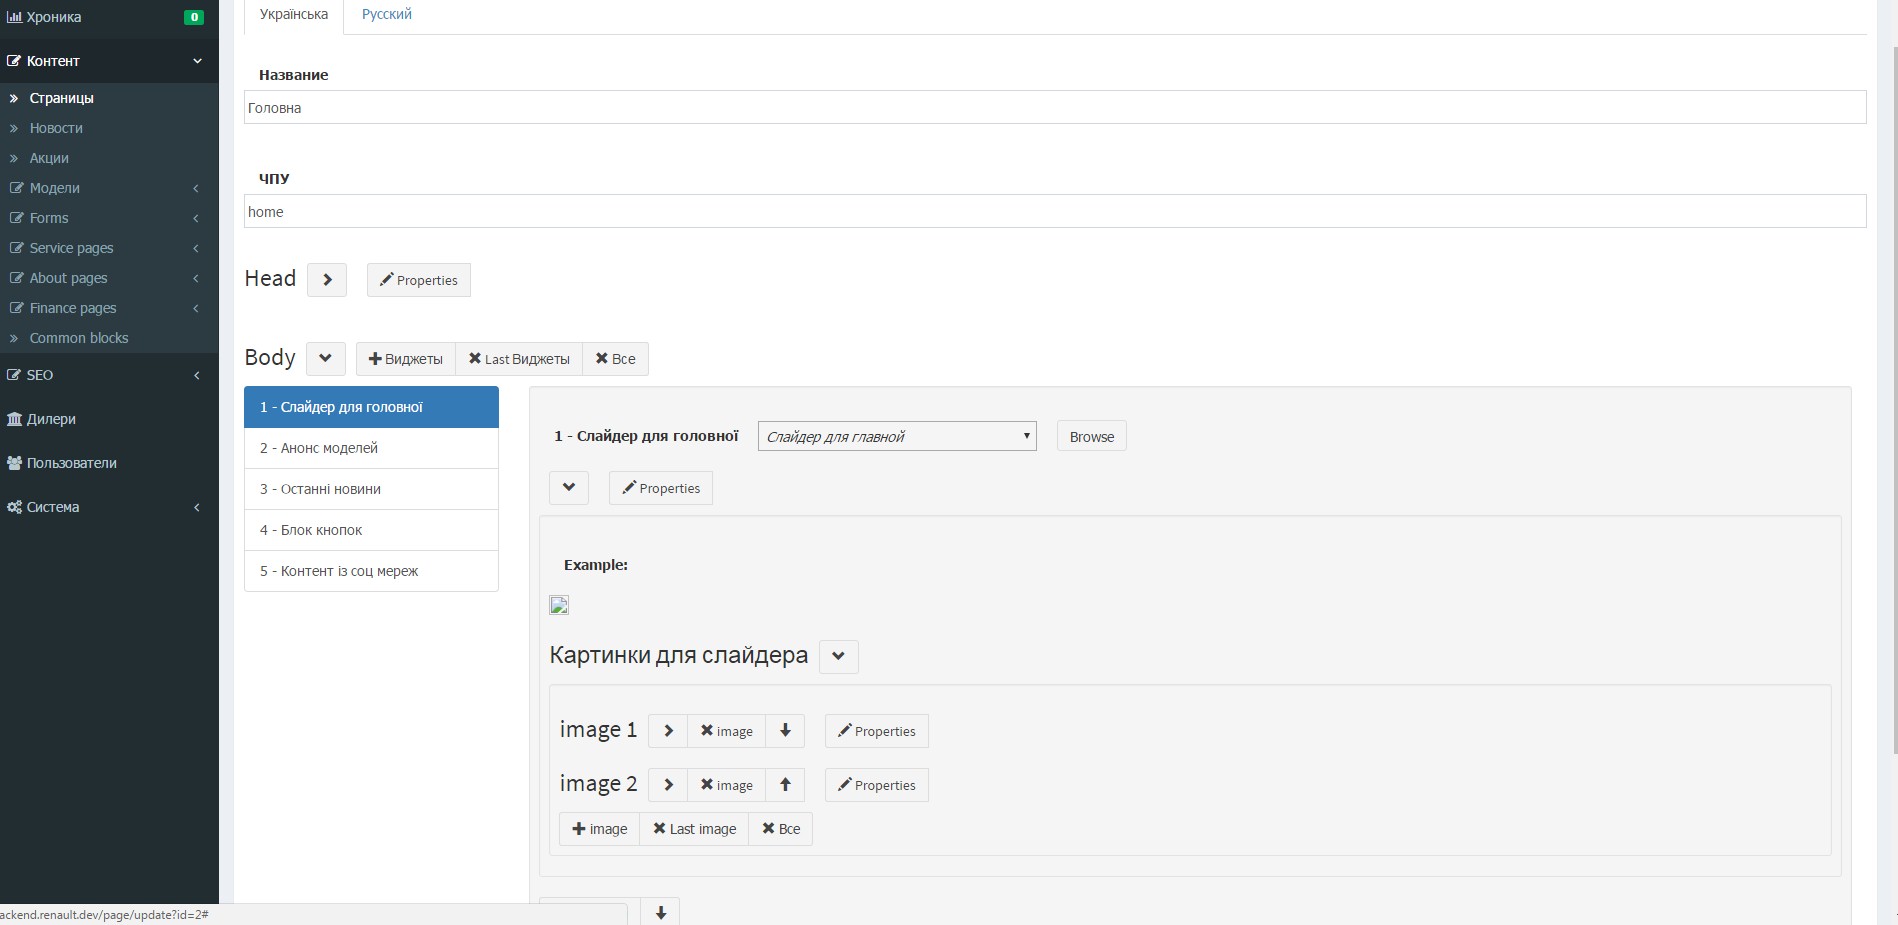 Хроника 0
Контент
Страницы
Новости
Акции
Модели
Forms
Service pages
About pages
Finance pages
Common blocks
SEO
Дилери
Пользователи
Система
Українська Русский
Название
Головна
ЧПУ
home
Head Properties
Body Виджеты Last Виджеты Все
1 - Слайдер для головної
2 - Анонс моделей
3 - Останні новини
4 - Блок кнопок
5 - Контент із соц мереж
1 - Слайдер для головної Слайдер для главной Browse
Properties
Example:
Картинки для слайдера
image 1 image Properties
image 2 image Properties
image Last image Все
ackend.renault.dev/page/update?id=2#